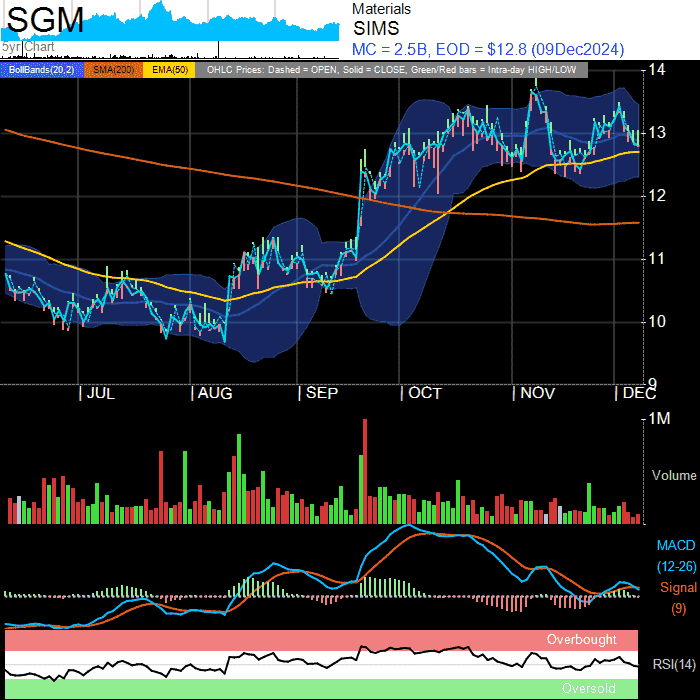 SGM
5yr Chart
Materials
SIMS
MC = 2.5B, EOD = $12.8 (09Dec2024)
BollBands(20,2) SMA(200) EMA(50) OHLC Prices: Dashed = OPEN, Solid = CLOSE, Green/Red bars = Intra-day HIGH/LOW
14
13
12
11
10
9
JUL AUG SEP OCT NOV DEC
1M
Volume
MACD
(12-26)
Signal
(9)
Overbought
RSI(14)
Oversold